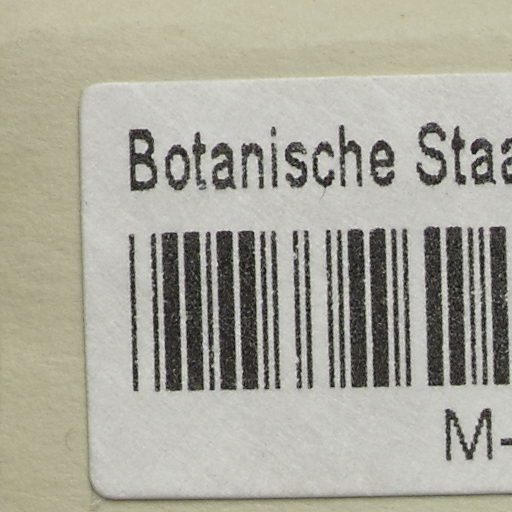 Botanische Staa
M-